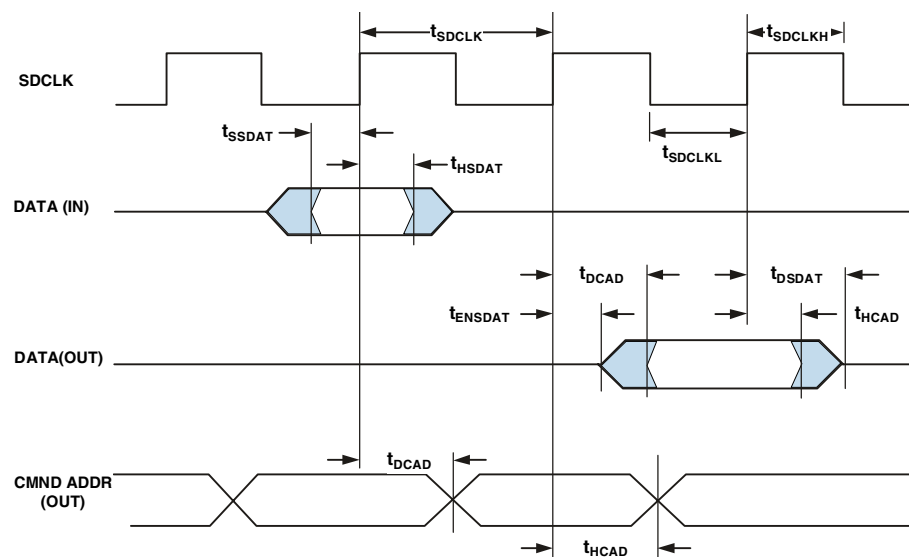 tSDCLK
tSDCLKH
SDCLK
tSSDAT
tSDCLKL
tHSDAT
DATA (IN)
tDCAD
tDSDAT
tENSDAT
tHCAD
DATA(OUT)
tDCAD
CMND ADDR
(OUT)
tHCAD